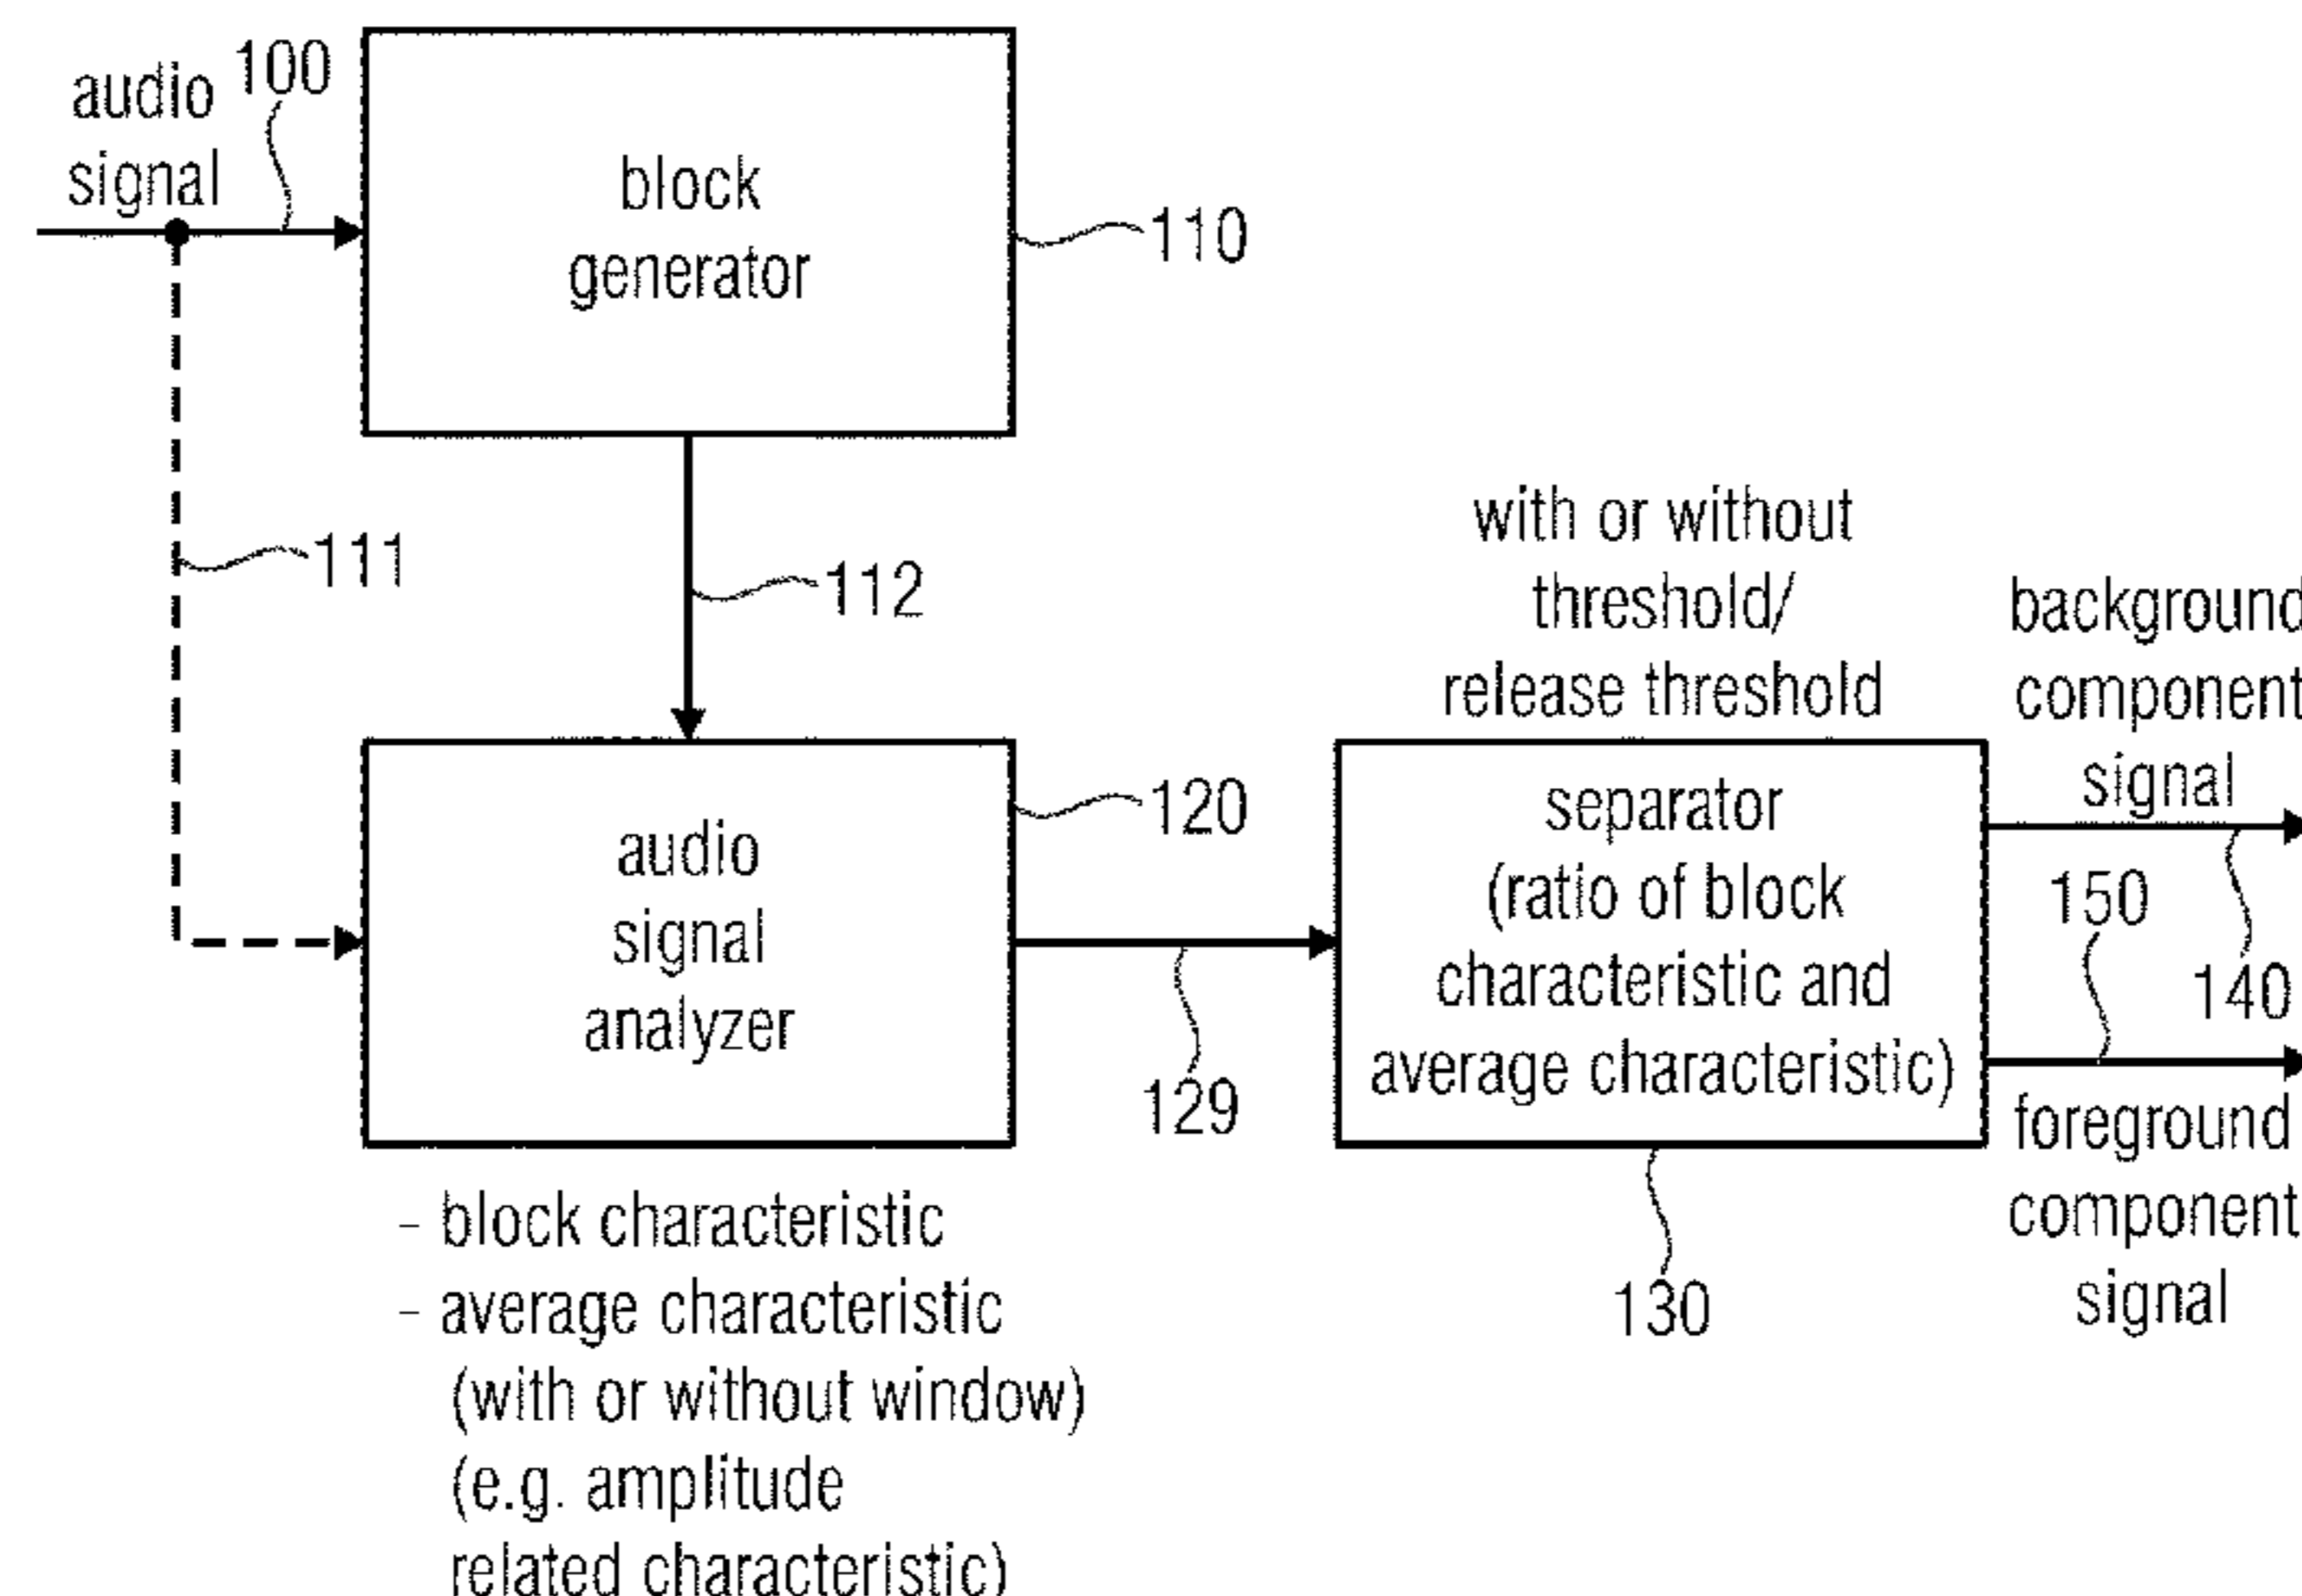 audio
signal
100
block
generator
110
111
112
with or without
threshold/
release threshold
background
component
signal
audio
signal
analyzer
120
129
separator
(ratio of block
characteristic and
average characteristic)
130
140
150
foreground
component
signal
- block characteristic
- average characteristic
(with or without window)
(e.g. amplitude
related characteristic)